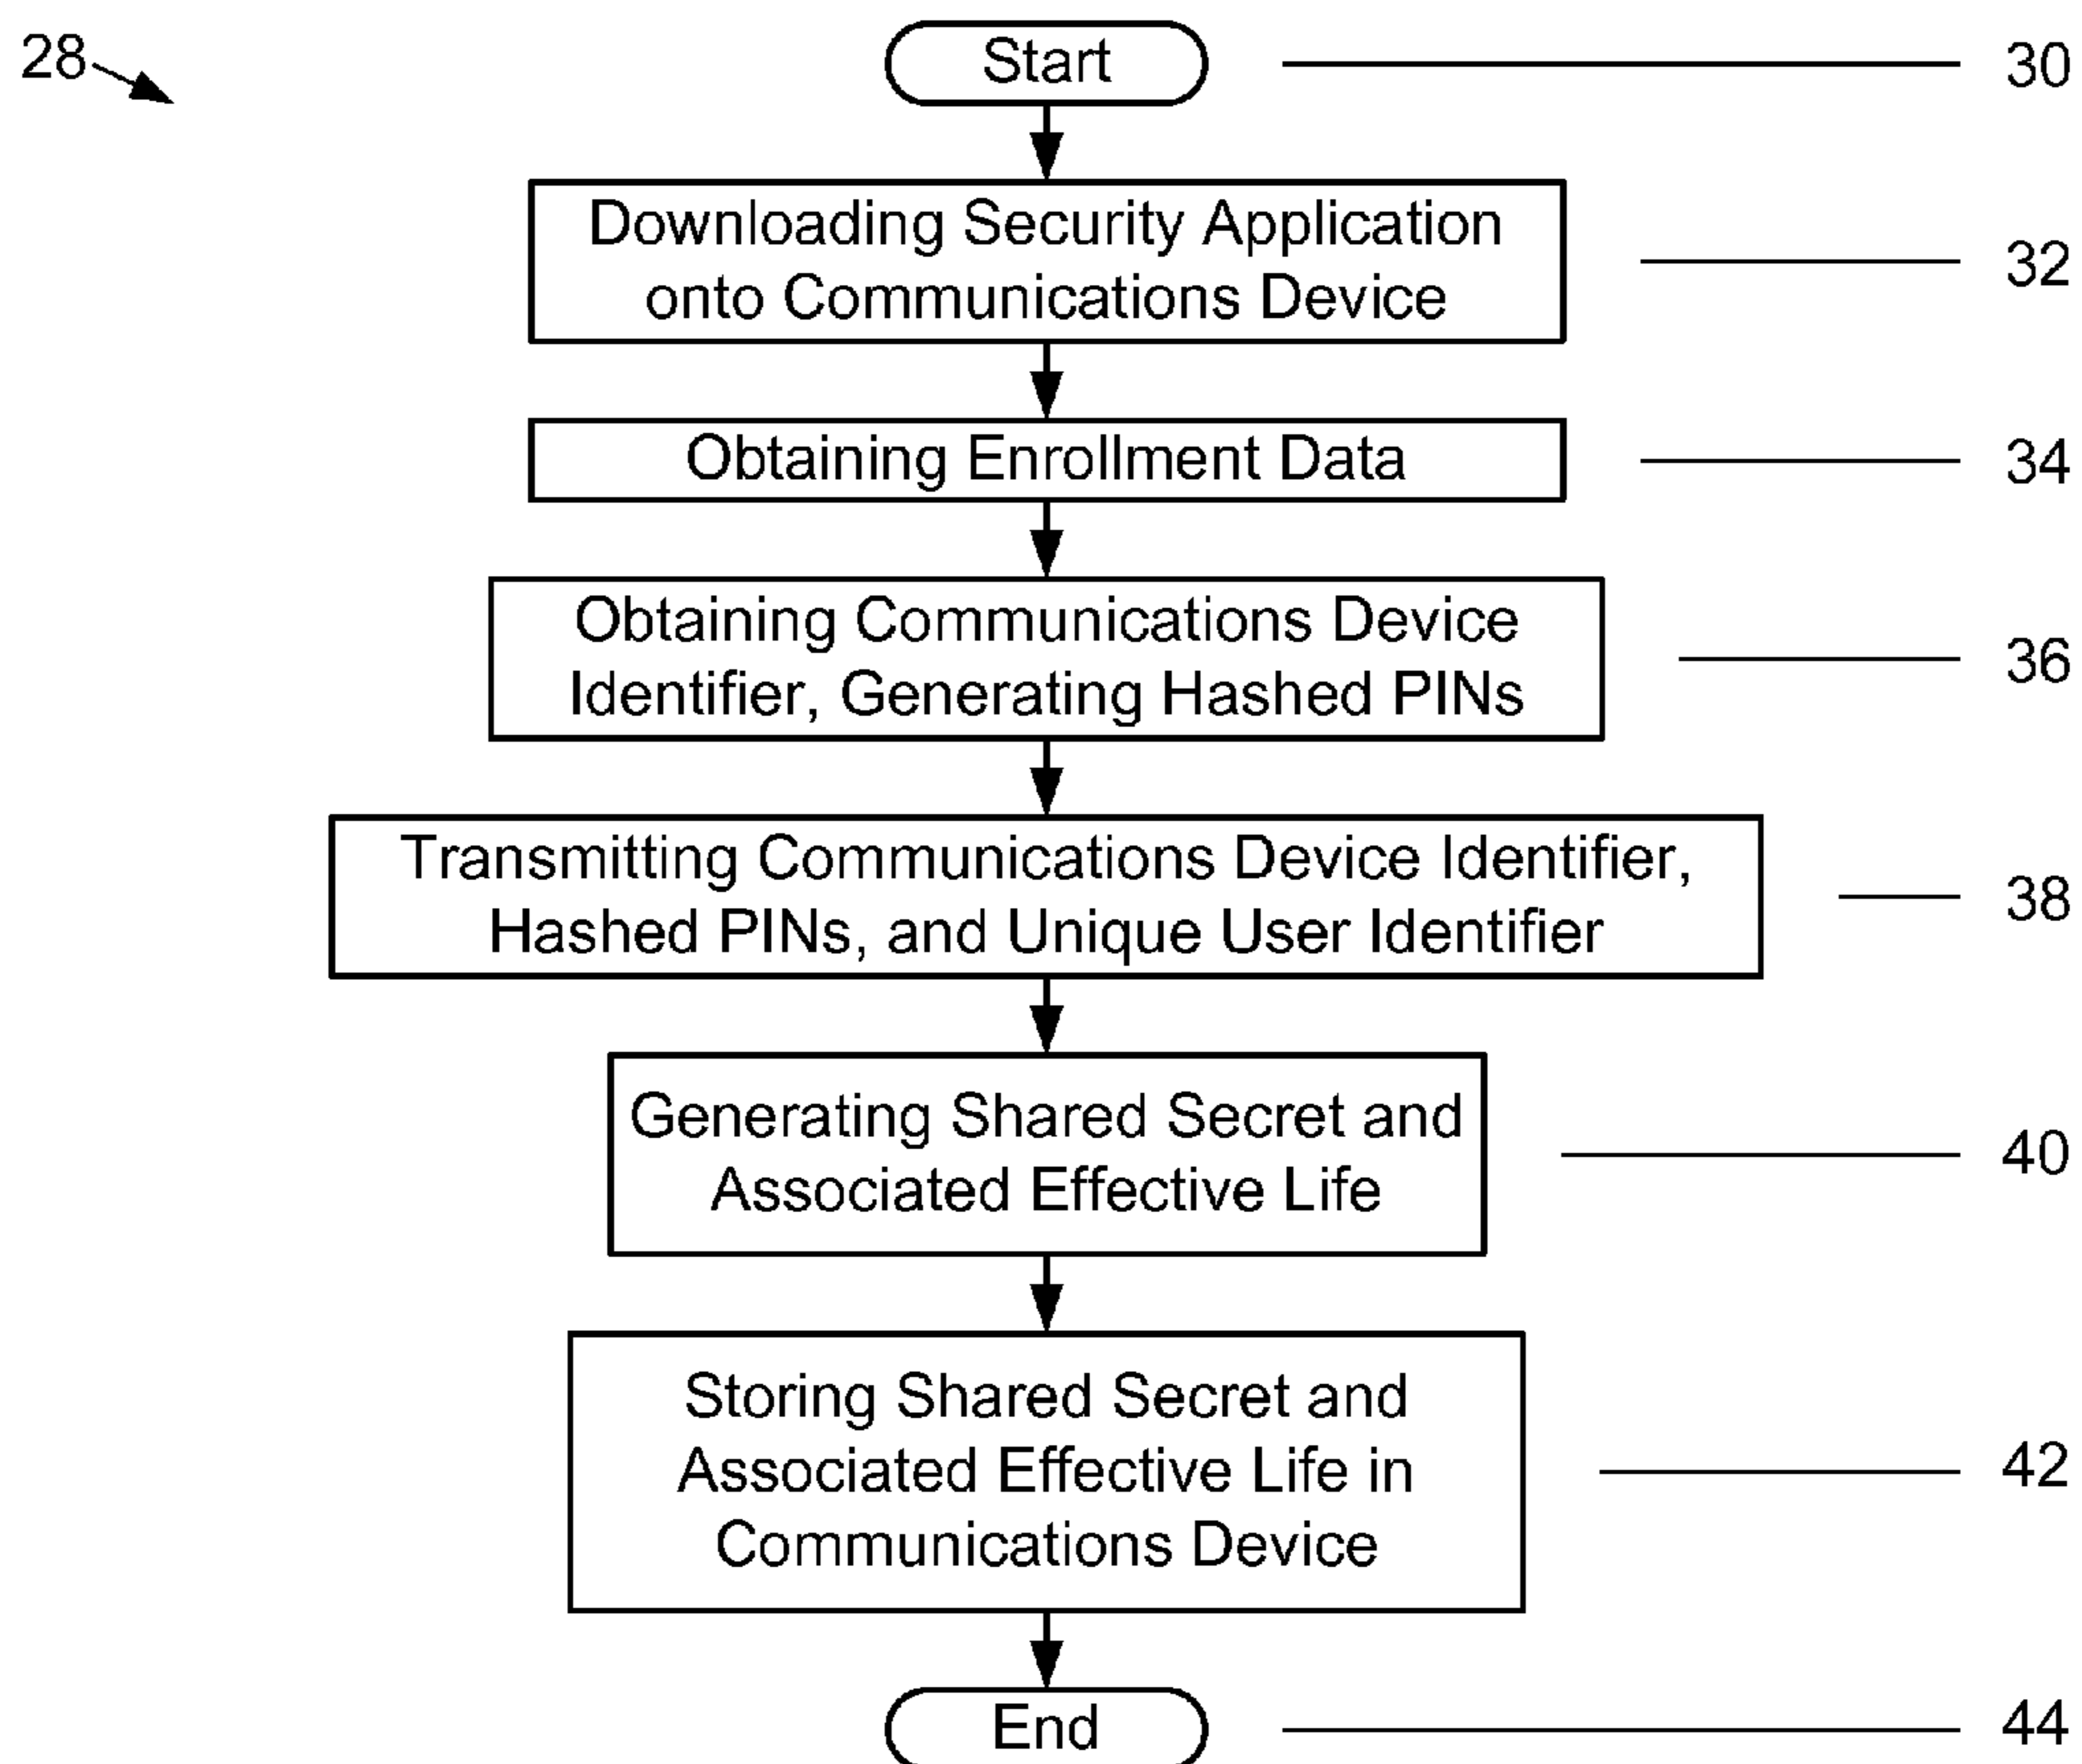 28
Start
30
Downloading Security Application
onto Communications Device
32
Obtaining Enrollment Data
34
Obtaining Communications Device
Identifier, Generating Hashed PINs
36
Transmitting Communications Device Identifier,
Hashed PINs, and Unique User Identifier
38
Generating Shared Secret and
Associated Effective Life
40
Storing Shared Secret and
Associated Effective Life in
Communications Device
42
End
44